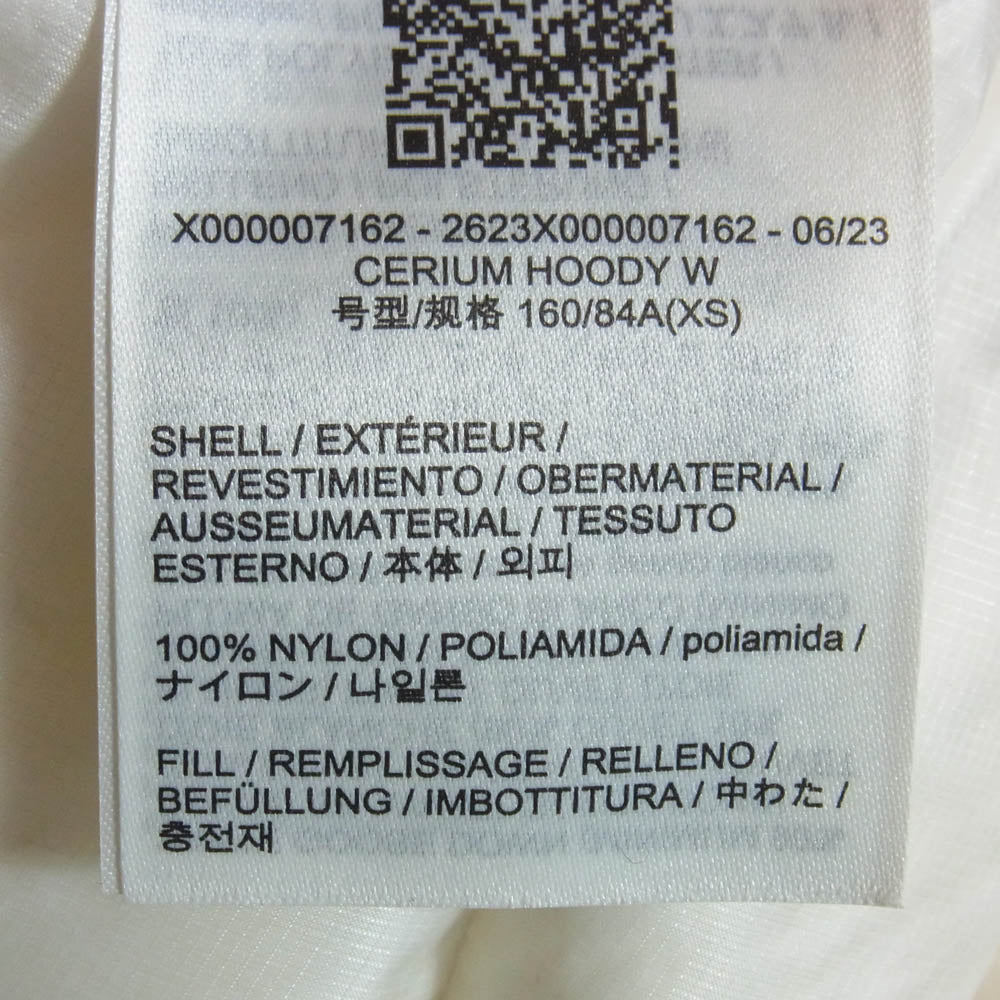 X000007162 - 2623X000007162 - 06/23
CERIUM HOODY W
号型/规格 160/84A(XS)
SHELL / EXTÉRIEUR /
REVESTIMIENTO / OBERMATERIAL /
AUSSEUMATERIAL / TESSUTO
ESTERNO / 本体 / 외피
100% NYLON / POLIAMIDA / poliamida /
ナイロン / 나일론
FILL / REMPLISSAGE / RELLENO /
BEFÜLLUNG / IMBOTTITURA / 中わた /
충전재